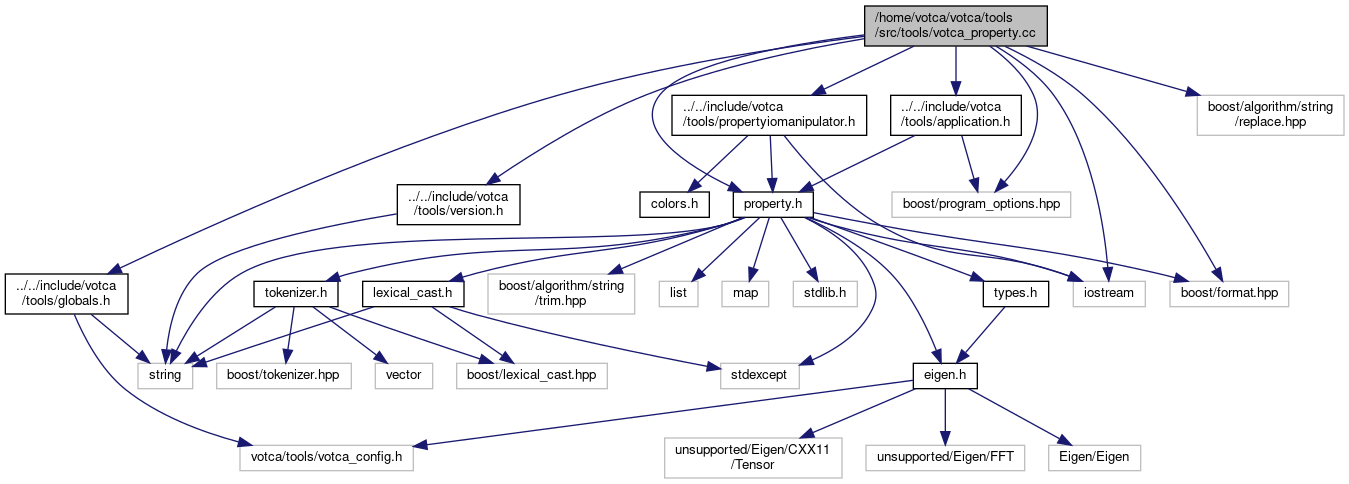 /home/votca/votca/tools
/src/tools/votca_property.cc
../../include/votca
/tools/propertyiomanipulator.h
../../include/votca
/tools/application.h
boost/algorithm/string
/replace.hpp
../../include/votca
/tools/version.h
colors.h
property.h
boost/program_options.hpp
../../include/votca
/tools/globals.h
tokenizer.h
lexical_cast.h
boost/algorithm/string
/trim.hpp
list
map
stdlib.h
types.h
iostream
boost/format.hpp
string
boost/tokenizer.hpp
vector
boost/lexical_cast.hpp
stdexcept
eigen.h
votca/tools/votca_config.h
unsupported/Eigen/CXX11
/Tensor
unsupported/Eigen/FFT
Eigen/Eigen